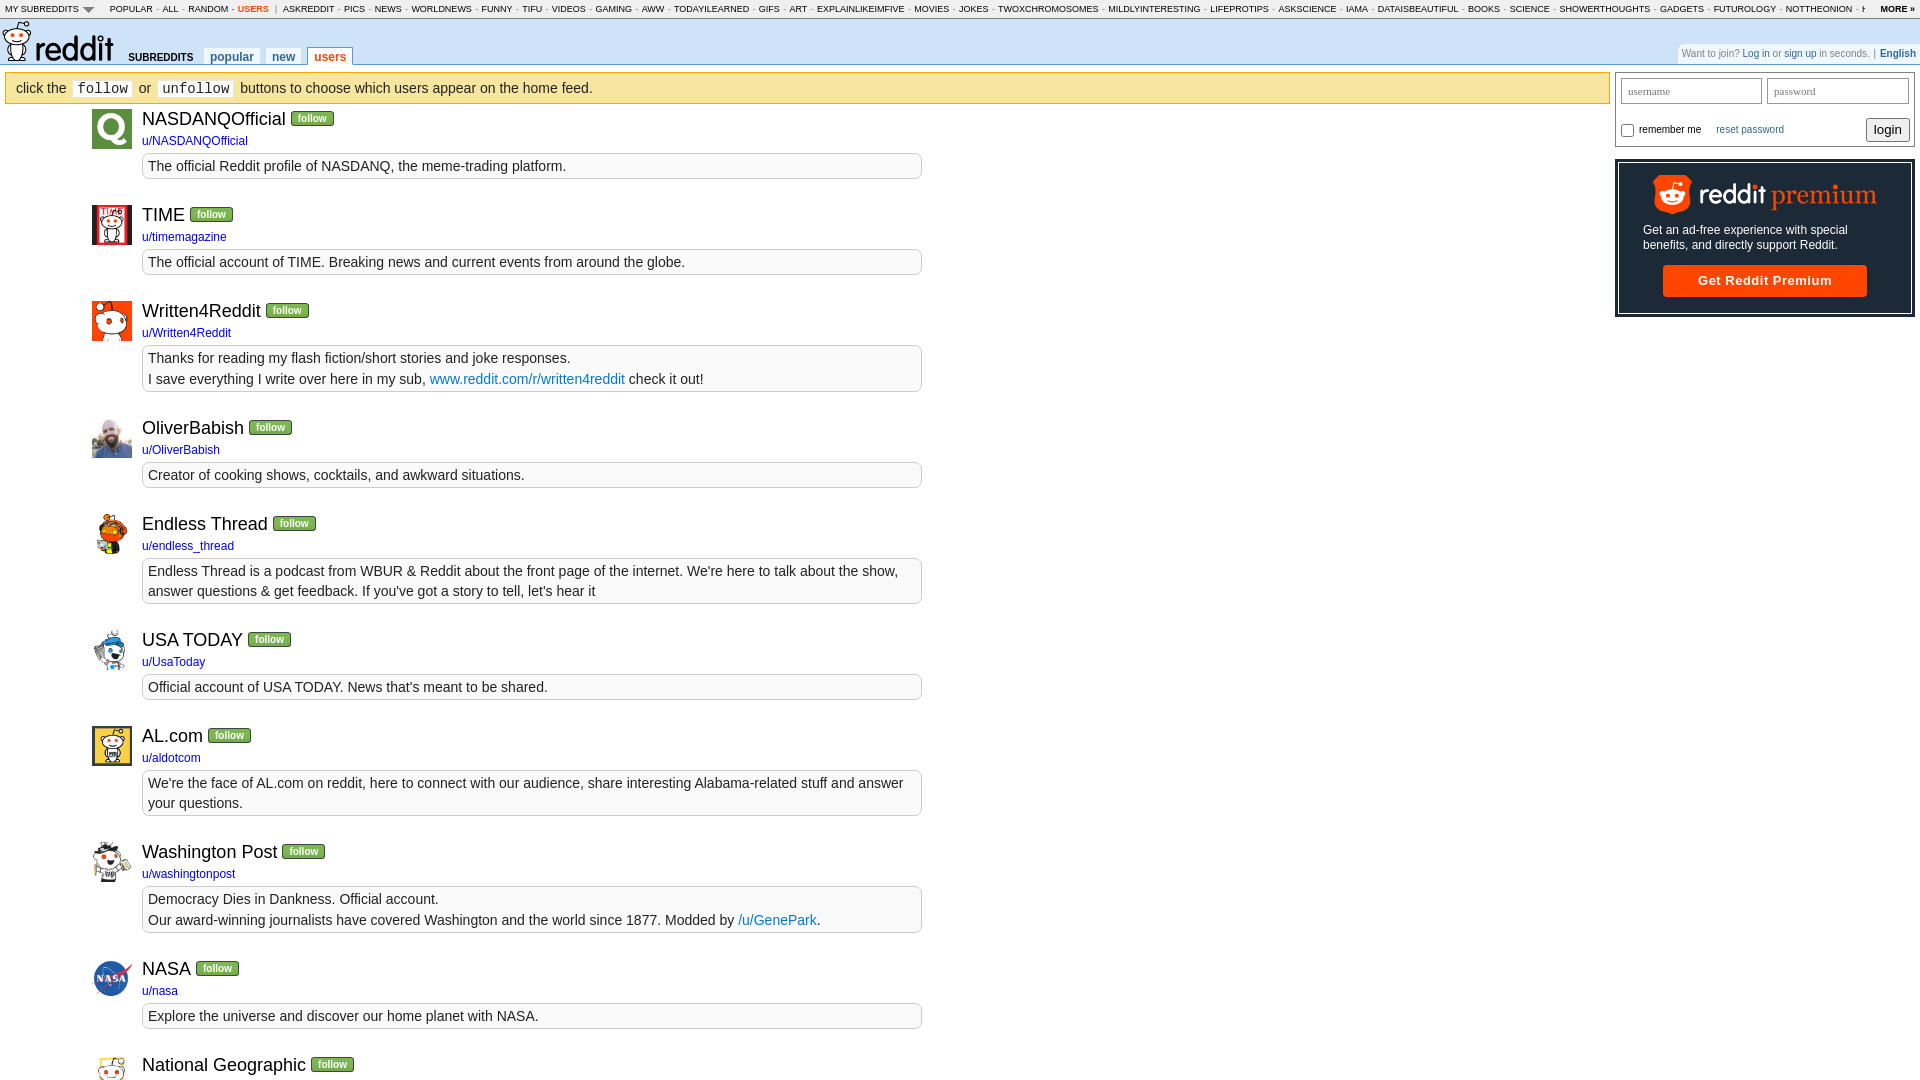 MY SUBREDDITS POPULAR - ALL - RANDOM - USERS | ASKREDDIT - PICS - NEWS - WORLDNEWS - FUNNY - TIFU - VIDEOS - GAMING - AWW - TODAYILEARNED - GIFS - ART - EXPLAINLIKEIMFIVE - MOVIES - JOKES - TWOXCHROMOSOMES - MILDLYINTERESTING - LIFEPROTIPS - ASKSCIENCE - IAMA - DATAISBEAUTIFUL - BOOKS - SCIENCE - SHOWERTHOUGHTS - GADGETS - FUTUROLOGY - NOTTHEONION - MORE »
reddit SUBREDDITS popular new users
Want to join? Log in or sign up in seconds. | English
click the follow or unfollow buttons to choose which users appear on the home feed.
NASDANQOfficial follow
u/NASDANQOfficial
The official Reddit profile of NASDANQ, the meme-trading platform.
TIME follow
u/timemagazine
The official account of TIME. Breaking news and current events from around the globe.
Written4Reddit follow
u/Written4Reddit
Thanks for reading my flash fiction/short stories and joke responses.
I save everything I write over here in my sub, www.reddit.com/r/written4reddit check it out!
OliverBabish follow
u/OliverBabish
Creator of cooking shows, cocktails, and awkward situations.
Endless Thread follow
u/endless_thread
Endless Thread is a podcast from WBUR & Reddit about the front page of the internet. We're here to talk about the show,
answer questions & get feedback. If you've got a story to tell, let's hear it
USA TODAY follow
u/UsaToday
Official account of USA TODAY. News that's meant to be shared.
AL.com follow
u/aldotcom
We're the face of AL.com on reddit, here to connect with our audience, share interesting Alabama-related stuff and answer
your questions.
Washington Post follow
u/washingtonpost
Democracy Dies in Dankness. Official account.
Our award-winning journalists have covered Washington and the world since 1877. Modded by /u/GenePark.
NASA
NASA follow
u/nasa
Explore the universe and discover our home planet with NASA.
National Geographic follow
username password
remember me reset password login
reddit premium
Get an ad-free experience with special
benefits, and directly support Reddit.
Get Reddit Premium